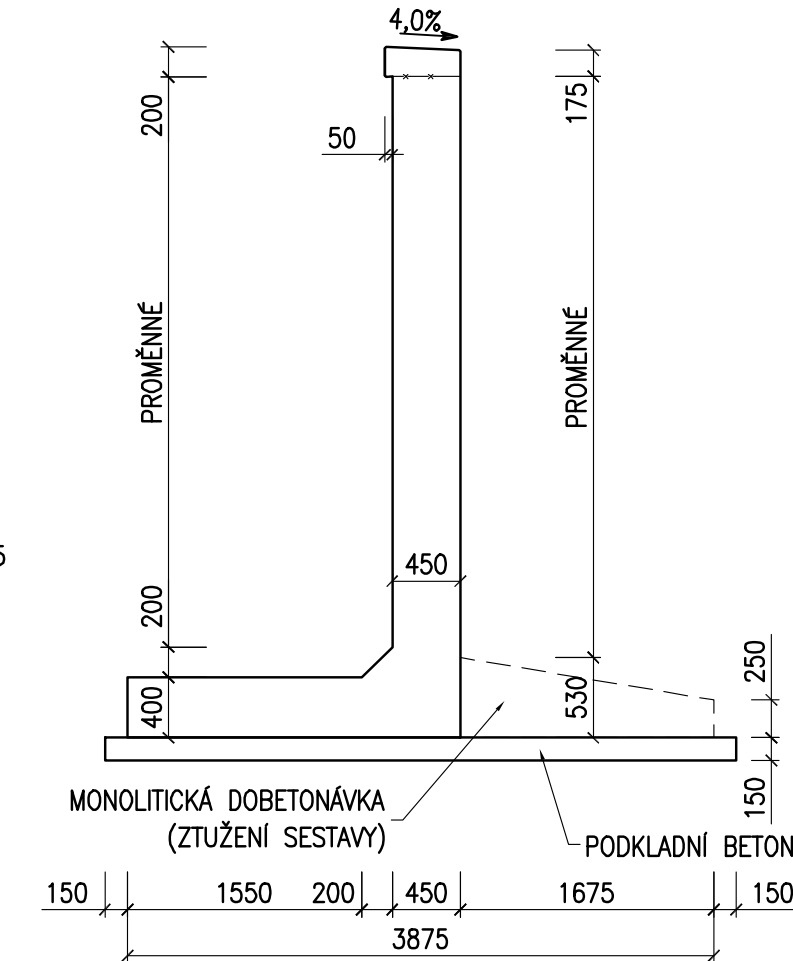 4,0%
200
175
50
PROMĚNNÉ
PROMĚNNÉ
450
200
250
400
530
150
MONOLITICKÁ DOBETONÁVKA
(ZTUŽENÍ SESTAVY)
PODKLADNÍ BETON
150 1550 200 450 1675 150
3875